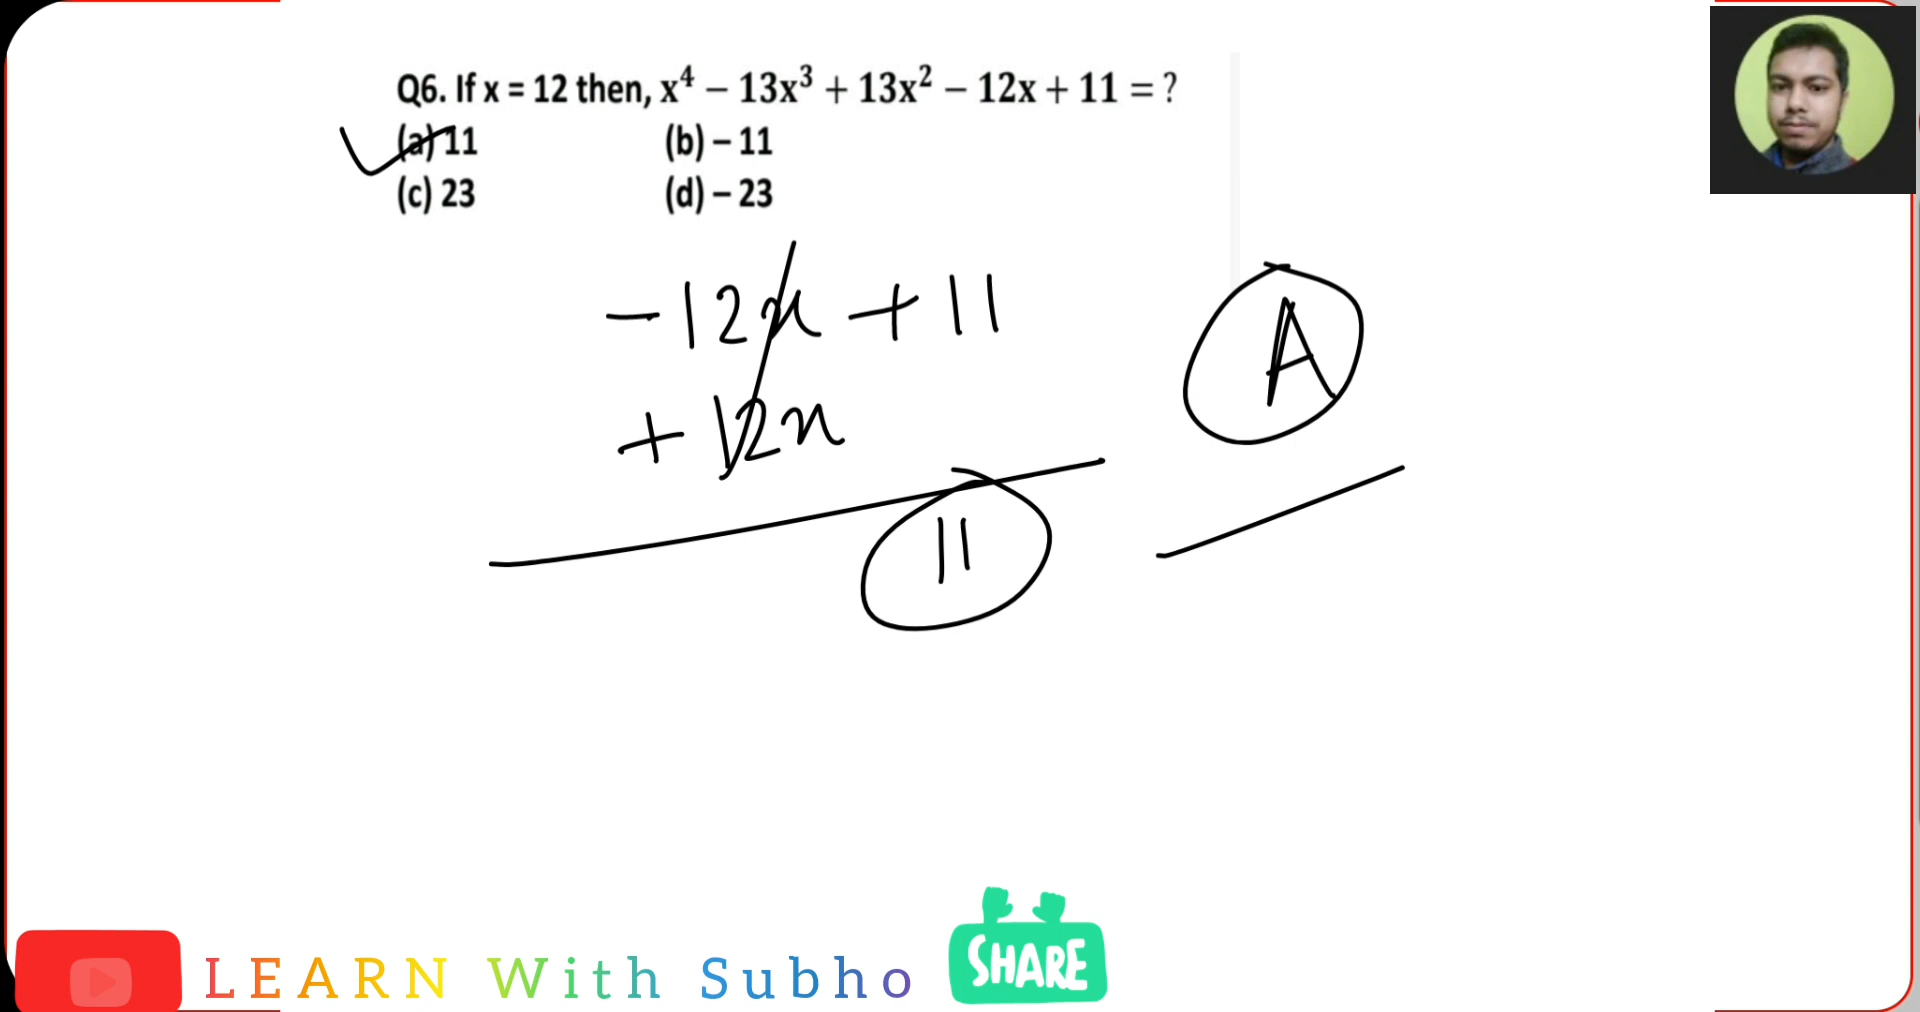 Q6. If x = 12 then, x⁴ − 13x³ + 13x² − 12x + 11 = ?
(a) 11 (b) – 11
(c) 23 (d) – 23
−12x + 11
+12x
A
11
LEARN With Subho
SHARE